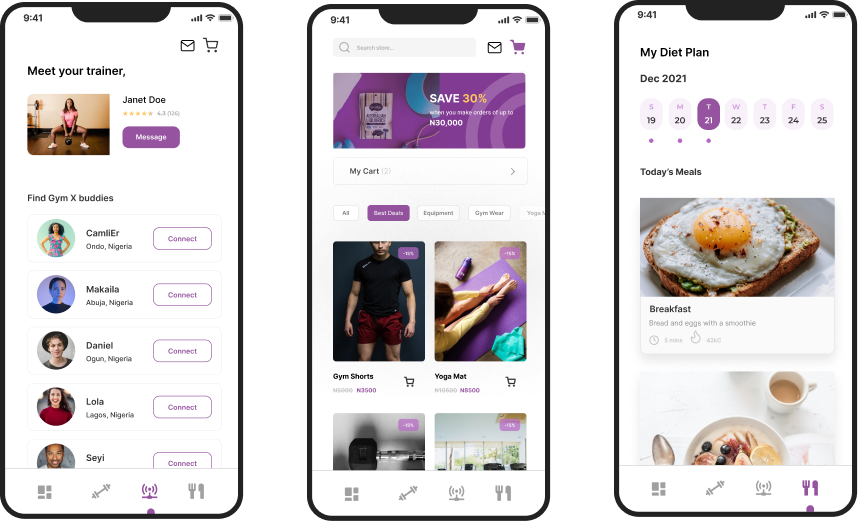 9:41
Meet your trainer,
Janet Doe
4.3 (126)
Message
Find Gym X buddies
CamliEr
Ondo, Nigeria
Connect
Makaila
Abuja, Nigeria
Connect
Daniel
Ogun, Nigeria
Connect
Lola
Lagos, Nigeria
Connect
Seyi
Connect
9:41
Search store...
SAVE 30%
when you make orders of up to
N30,000
My Cart (2)
All Best Deals Equipment Gym Wear Yoga
-15%
-15%
Gym Shorts
N5000 N3500
Yoga Mat
N10500 N8500
-15%
-15%
9:41
My Diet Plan
Dec 2021
S M T W T F S
19 20 21 22 23 24 25
Today's Meals
Breakfast
Bread and eggs with a smoothie
5 mins